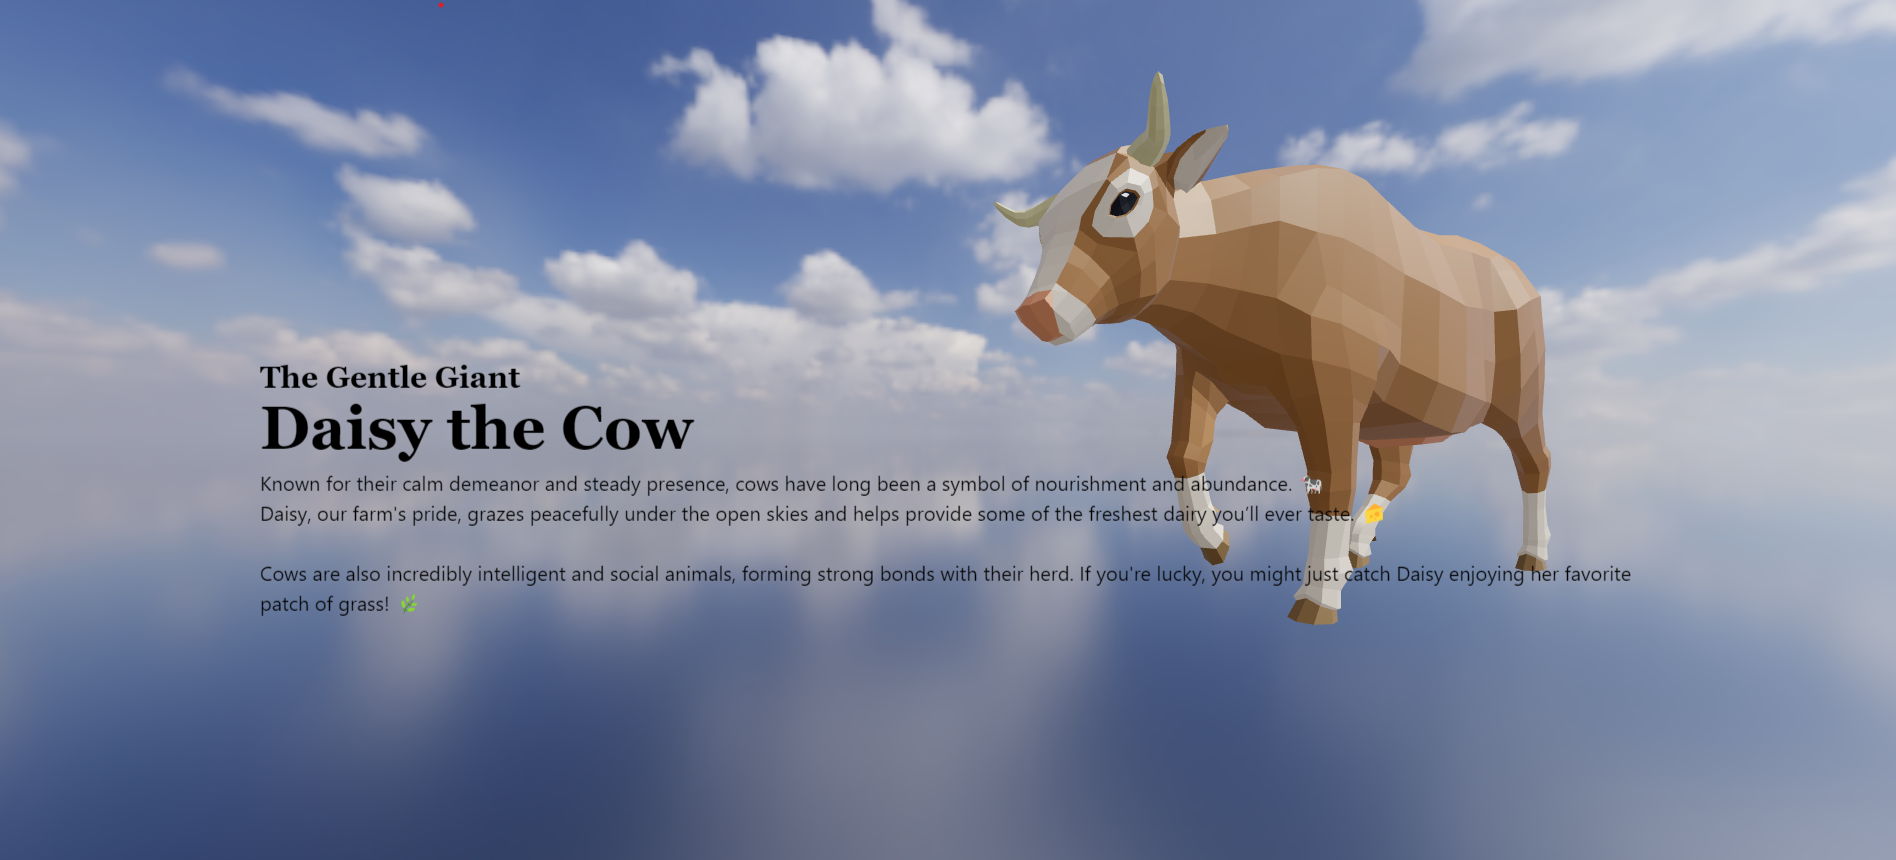 The Gentle Giant
Daisy the Cow
Known for their calm demeanor and steady presence, cows have long been a symbol of nourishment and abundance. 🐄
Daisy, our farm's pride, grazes peacefully under the open skies and helps provide some of the freshest dairy you’ll ever taste. 🧀
Cows are also incredibly intelligent and social animals, forming strong bonds with their herd. If you're lucky, you might just catch Daisy enjoying her favorite
patch of grass! 🌿